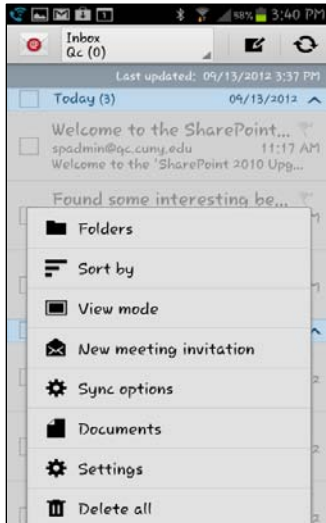 58% 3:40 PM
Inbox
Qc (0)
Last updated: 09/13/2012 3:37 PM
Today (3) 09/13/2012
Welcome to the SharePoint...
spadmin@qc.cuny.edu 11:17 AM
Welcome to the 'SharePoint 2010 Upg...
Found some interesting be...
Folders
Sort by
View mode
New meeting invitation
Sync options
Documents
Settings
Delete all